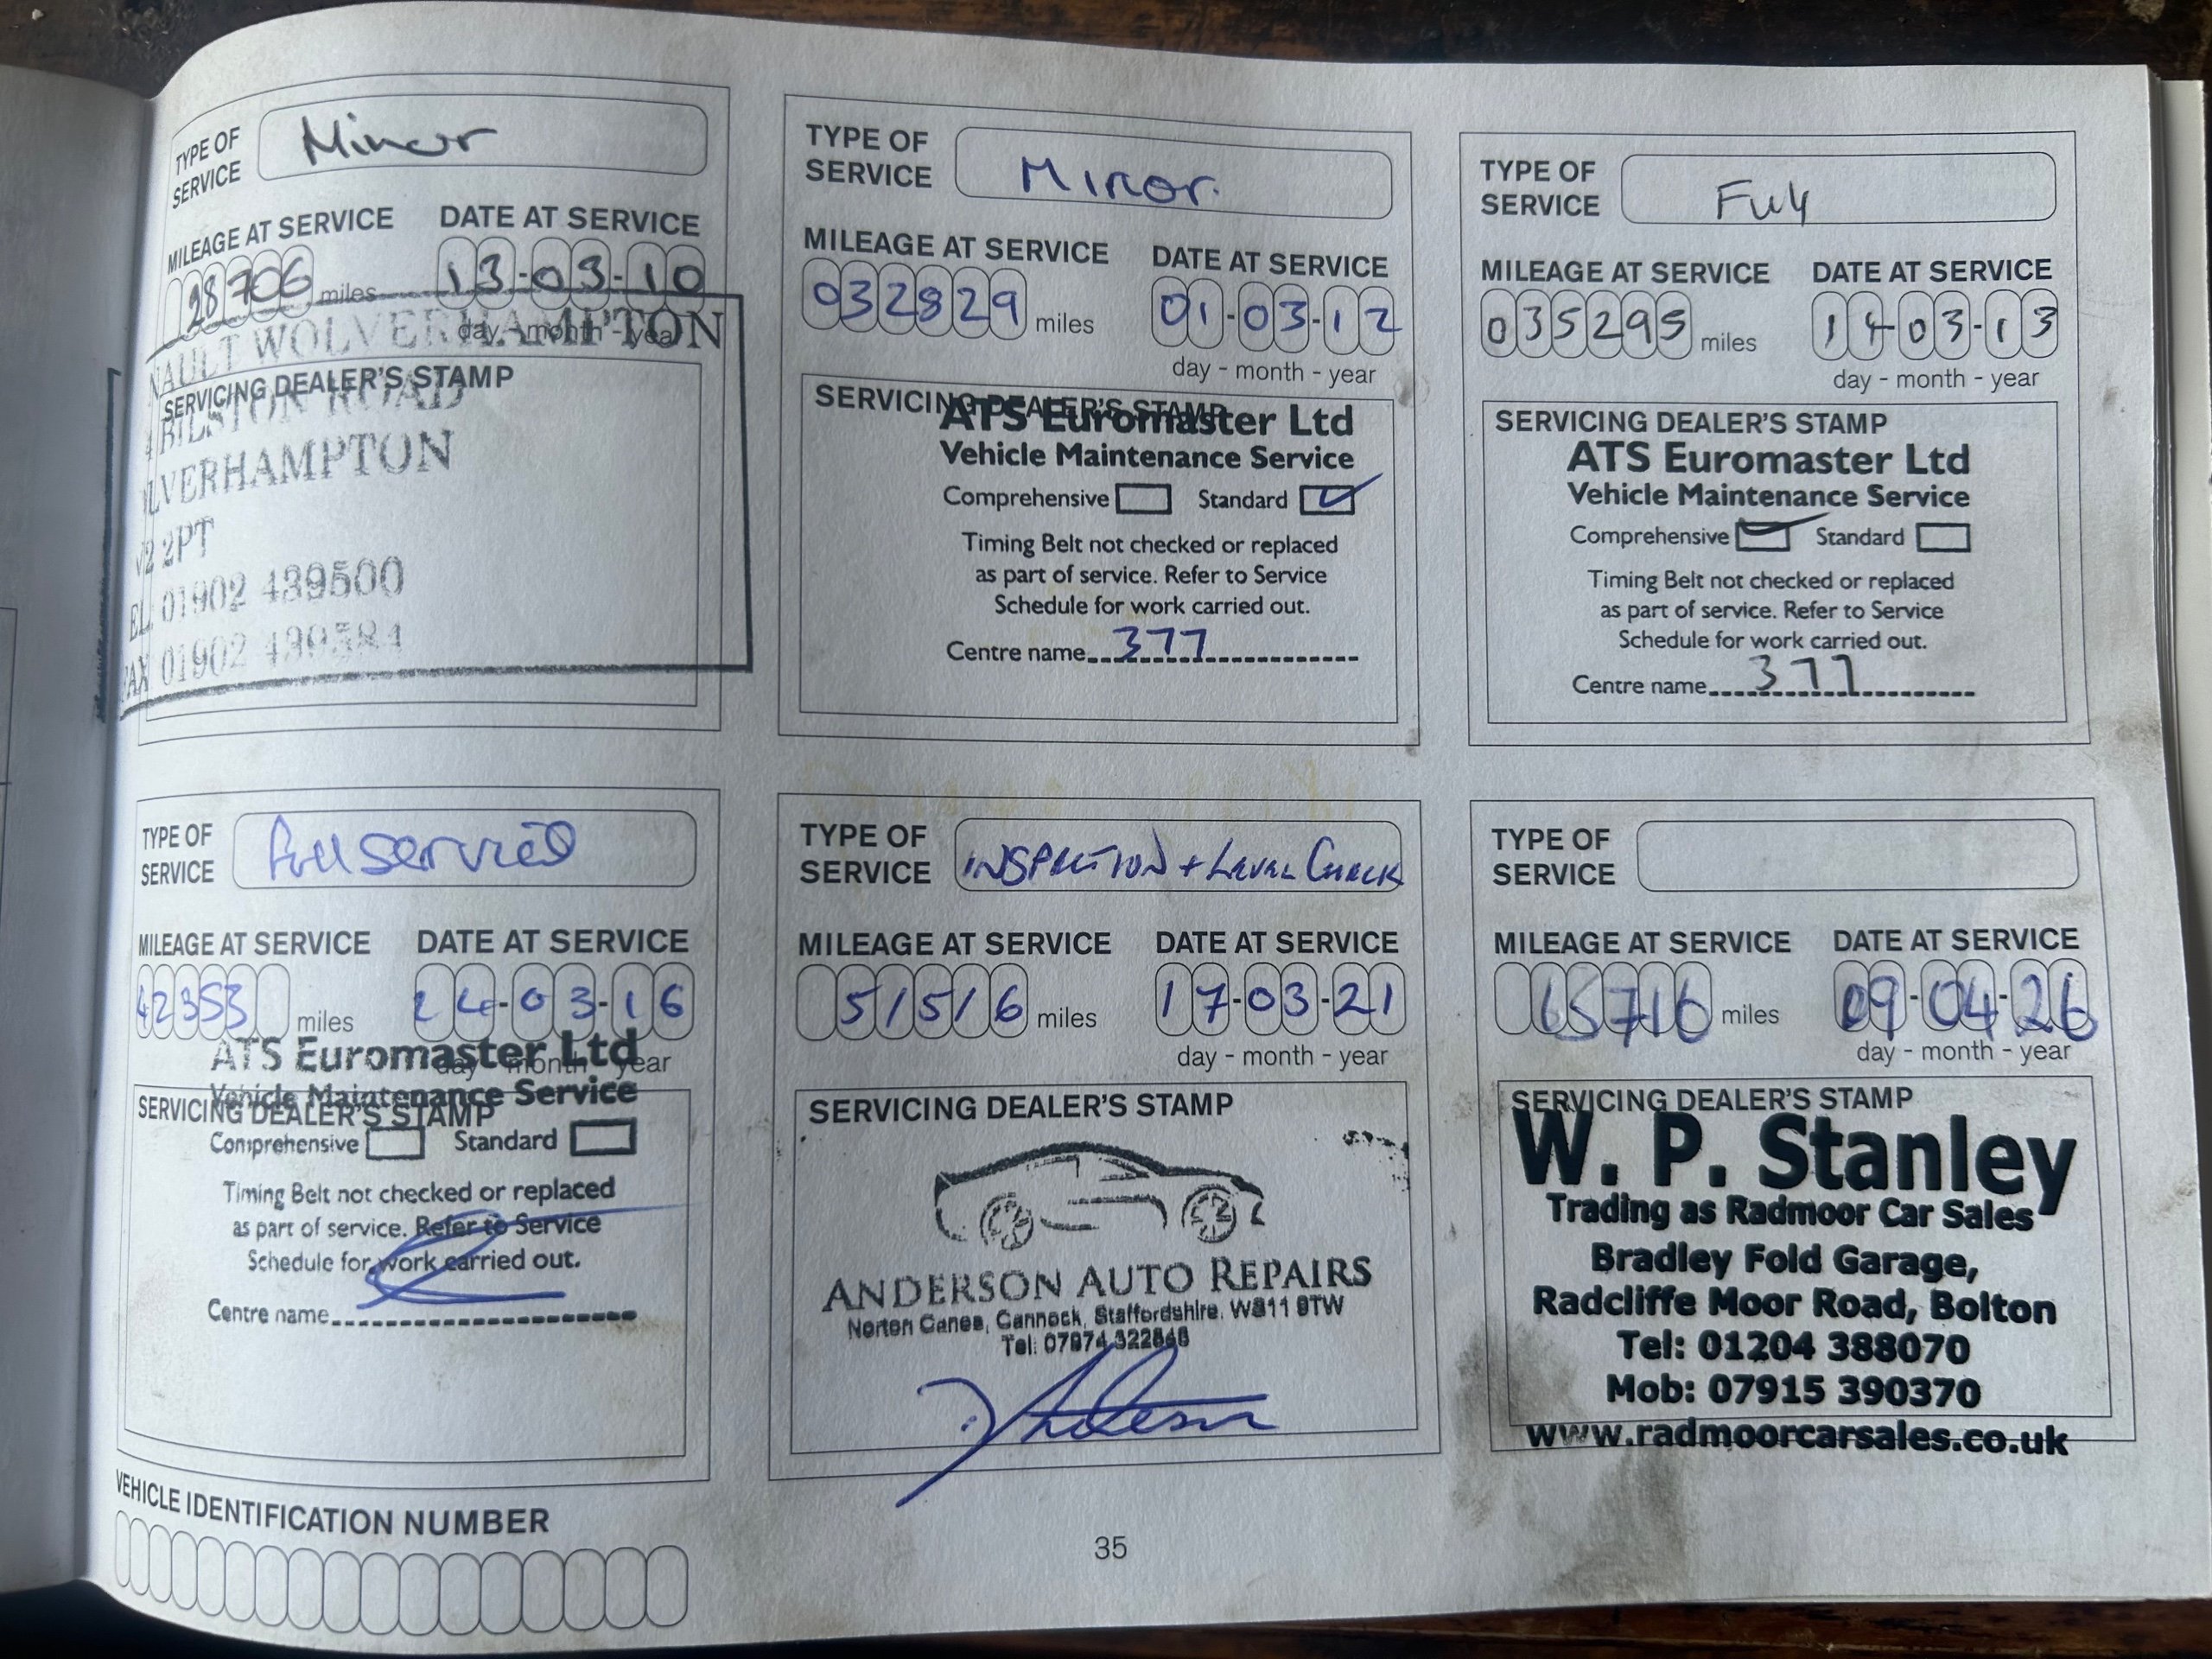 TYPE OF SERVICE Minor
MILEAGE AT SERVICE DATE AT SERVICE
28706 miles 13-03-10
day - month - year
NAULT WOLVERHAMPTON
SERVICING DEALER'S STAMP
BILSTON ROAD
LVERHAMPTON
V2 2PT
EL 01902 439500
FAX 01902 430584
TYPE OF SERVICE Minor.
MILEAGE AT SERVICE DATE AT SERVICE
032829 miles 01-03-12
day - month - year
SERVICING DEALER'S STAMP
ATS Euromaster Ltd
Vehicle Maintenance Service
Comprehensive Standard
Timing Belt not checked or replaced
as part of service. Refer to Service
Schedule for work carried out.
Centre name 377
TYPE OF SERVICE Full
MILEAGE AT SERVICE DATE AT SERVICE
035295 miles 14-03-13
day - month - year
SERVICING DEALER'S STAMP
ATS Euromaster Ltd
Vehicle Maintenance Service
Comprehensive Standard
Timing Belt not checked or replaced
as part of service. Refer to Service
Schedule for work carried out.
Centre name 377
TYPE OF SERVICE full service
MILEAGE AT SERVICE DATE AT SERVICE
42353 miles 24-03-16
day - month - year
ATS Euromaster Ltd
Vehicle Maintenance Service
SERVICING DEALER'S STAMP
Comprehensive Standard
Timing Belt not checked or replaced
as part of service. Refer to Service
Schedule for work carried out.
Centre name
TYPE OF SERVICE INSPECTION + LEVEL CHECK
MILEAGE AT SERVICE DATE AT SERVICE
51516 miles 17-03-21
day - month - year
SERVICING DEALER'S STAMP
ANDERSON AUTO REPAIRS
Norton Canes, Cannock, Staffordshire. WS11 9TW
Tel: 07974 322848
TYPE OF SERVICE
MILEAGE AT SERVICE DATE AT SERVICE
65716 miles 09-04-26
day - month - year
SERVICING DEALER'S STAMP
W. P. Stanley
Trading as Radmoor Car Sales
Bradley Fold Garage,
Radcliffe Moor Road, Bolton
Tel: 01204 388070
Mob: 07915 390370
www.radmoorcarsales.co.uk
VEHICLE IDENTIFICATION NUMBER
35